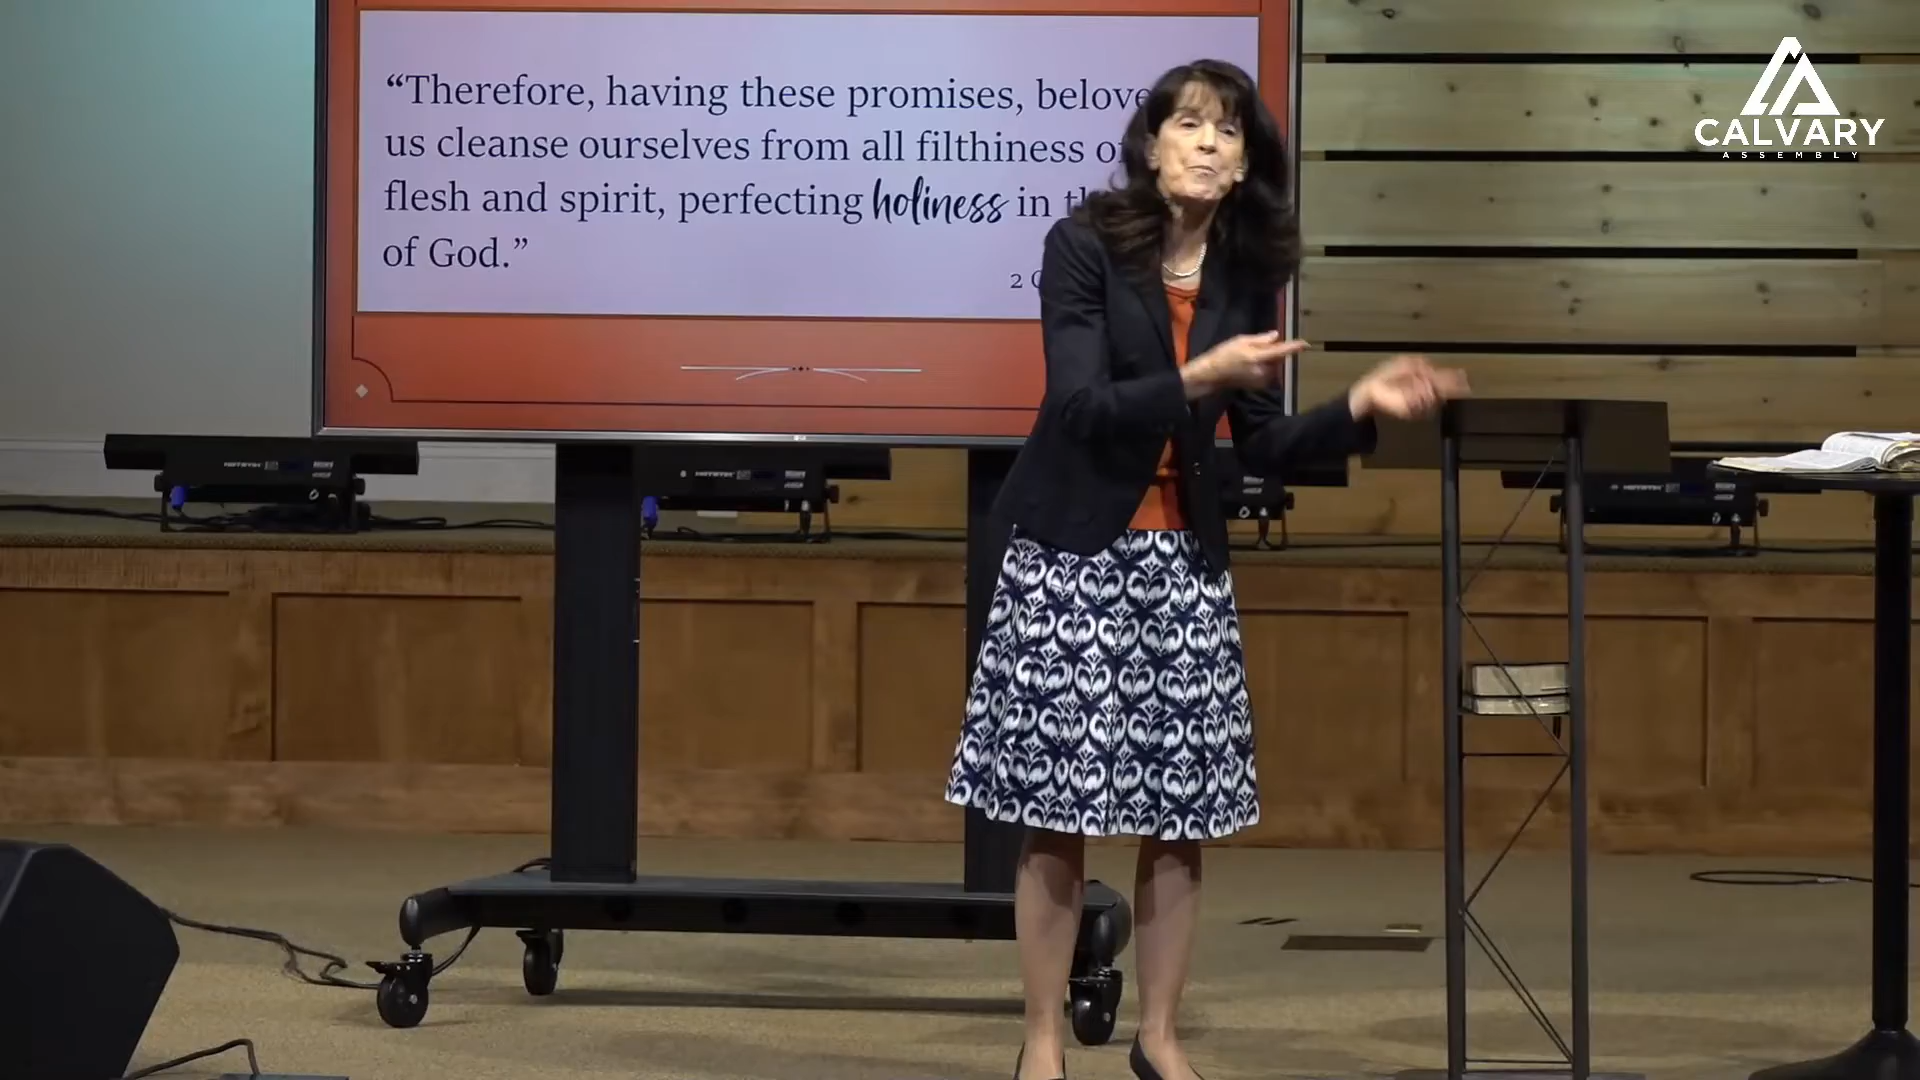 “Therefore, having these promises, belove
us cleanse ourselves from all filthiness o
flesh and spirit, perfecting holiness in th
of God.”
2 C
CALVARY
ASSEMBLY